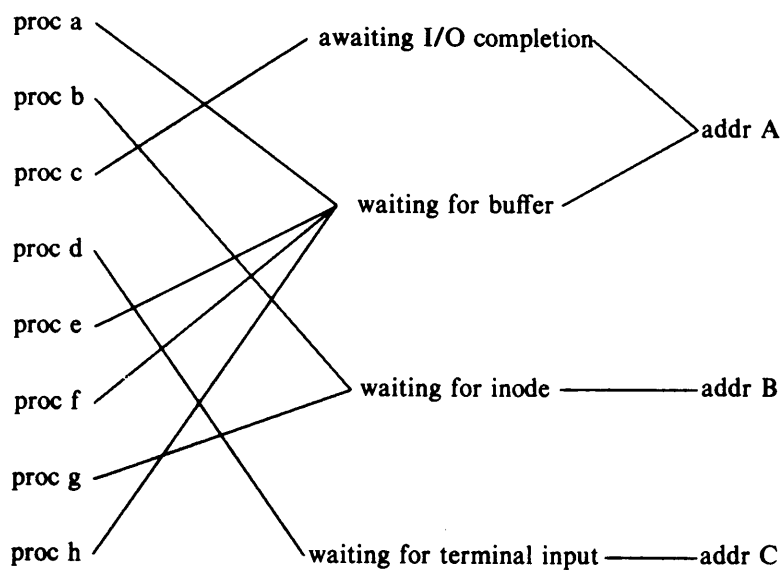 proc a
awaiting I/O completion
proc b
addr A
proc c
waiting for buffer
proc d
proc e
waiting for inode
addr B
proc f
proc g
proc h
waiting for terminal input
addr C